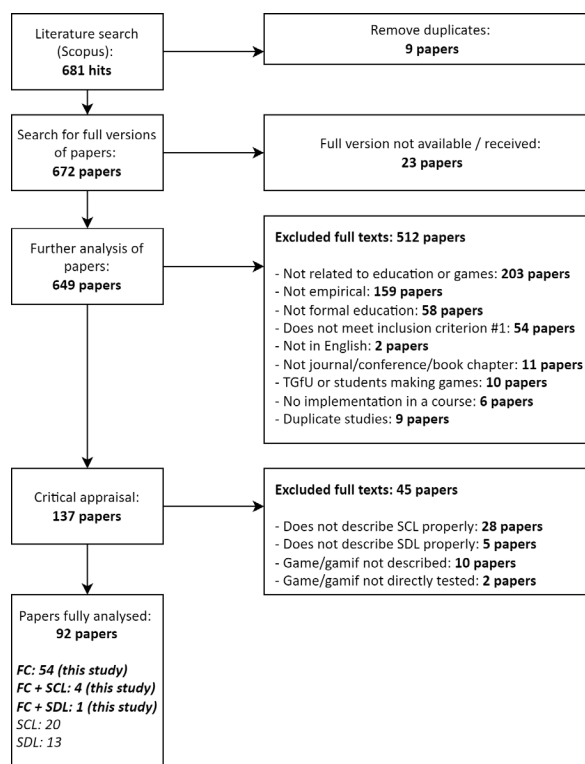 Literature search
(Scopus):
681 hits
Remove duplicates:
9 papers
Search for full versions
of papers:
672 papers
Full version not available / received:
23 papers
Further analysis of
papers:
649 papers
Excluded full texts: 512 papers
- Not related to education or games: 203 papers
- Not empirical: 159 papers
- Not formal education: 58 papers
- Does not meet inclusion criterion #1: 54 papers
- Not in English: 2 papers
- Not journal/conference/book chapter: 11 papers
- TGfU or students making games: 10 papers
- No implementation in a course: 6 papers
- Duplicate studies: 9 papers
Critical appraisal:
137 papers
Excluded full texts: 45 papers
- Does not describe SCL properly: 28 papers
- Does not describe SDL properly: 5 papers
- Game/gamif not described: 10 papers
- Game/gamif not directly tested: 2 papers
Papers fully analysed:
92 papers
FC: 54 (this study)
FC + SCL: 4 (this study)
FC + SDL: 1 (this study)
SCL: 20
SDL: 13